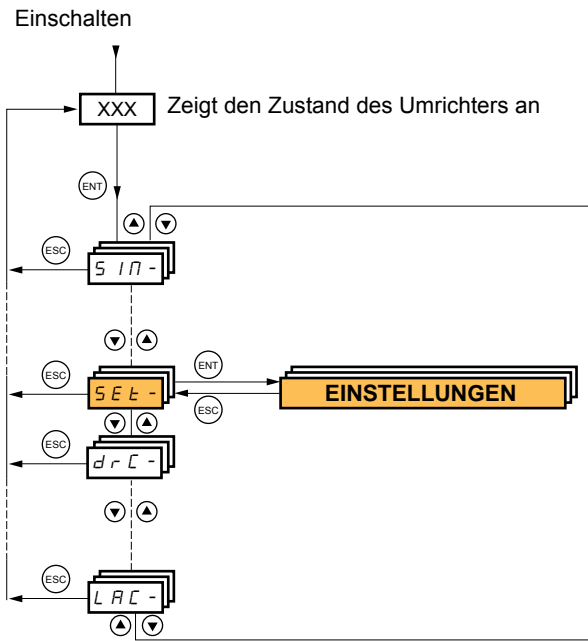 Einschalten
XXX Zeigt den Zustand des Umrichters an
ENT
ESC
SIM-
ESC
SEt-
ENT
EINSTELLUNGEN
ESC
ESC
drC-
ESC
LAC-